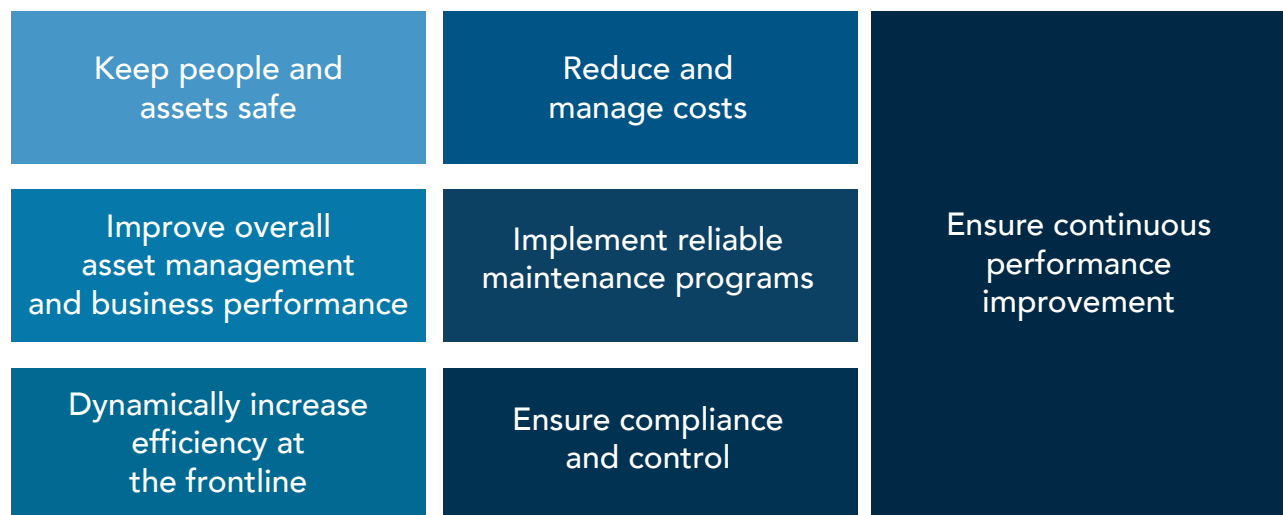 Keep people and
assets safe
Reduce and
manage costs
Improve overall
asset management
and business performance
Implement reliable
maintenance programs
Ensure continuous
performance
improvement
Dynamically increase
efficiency at
the frontline
Ensure compliance
and control